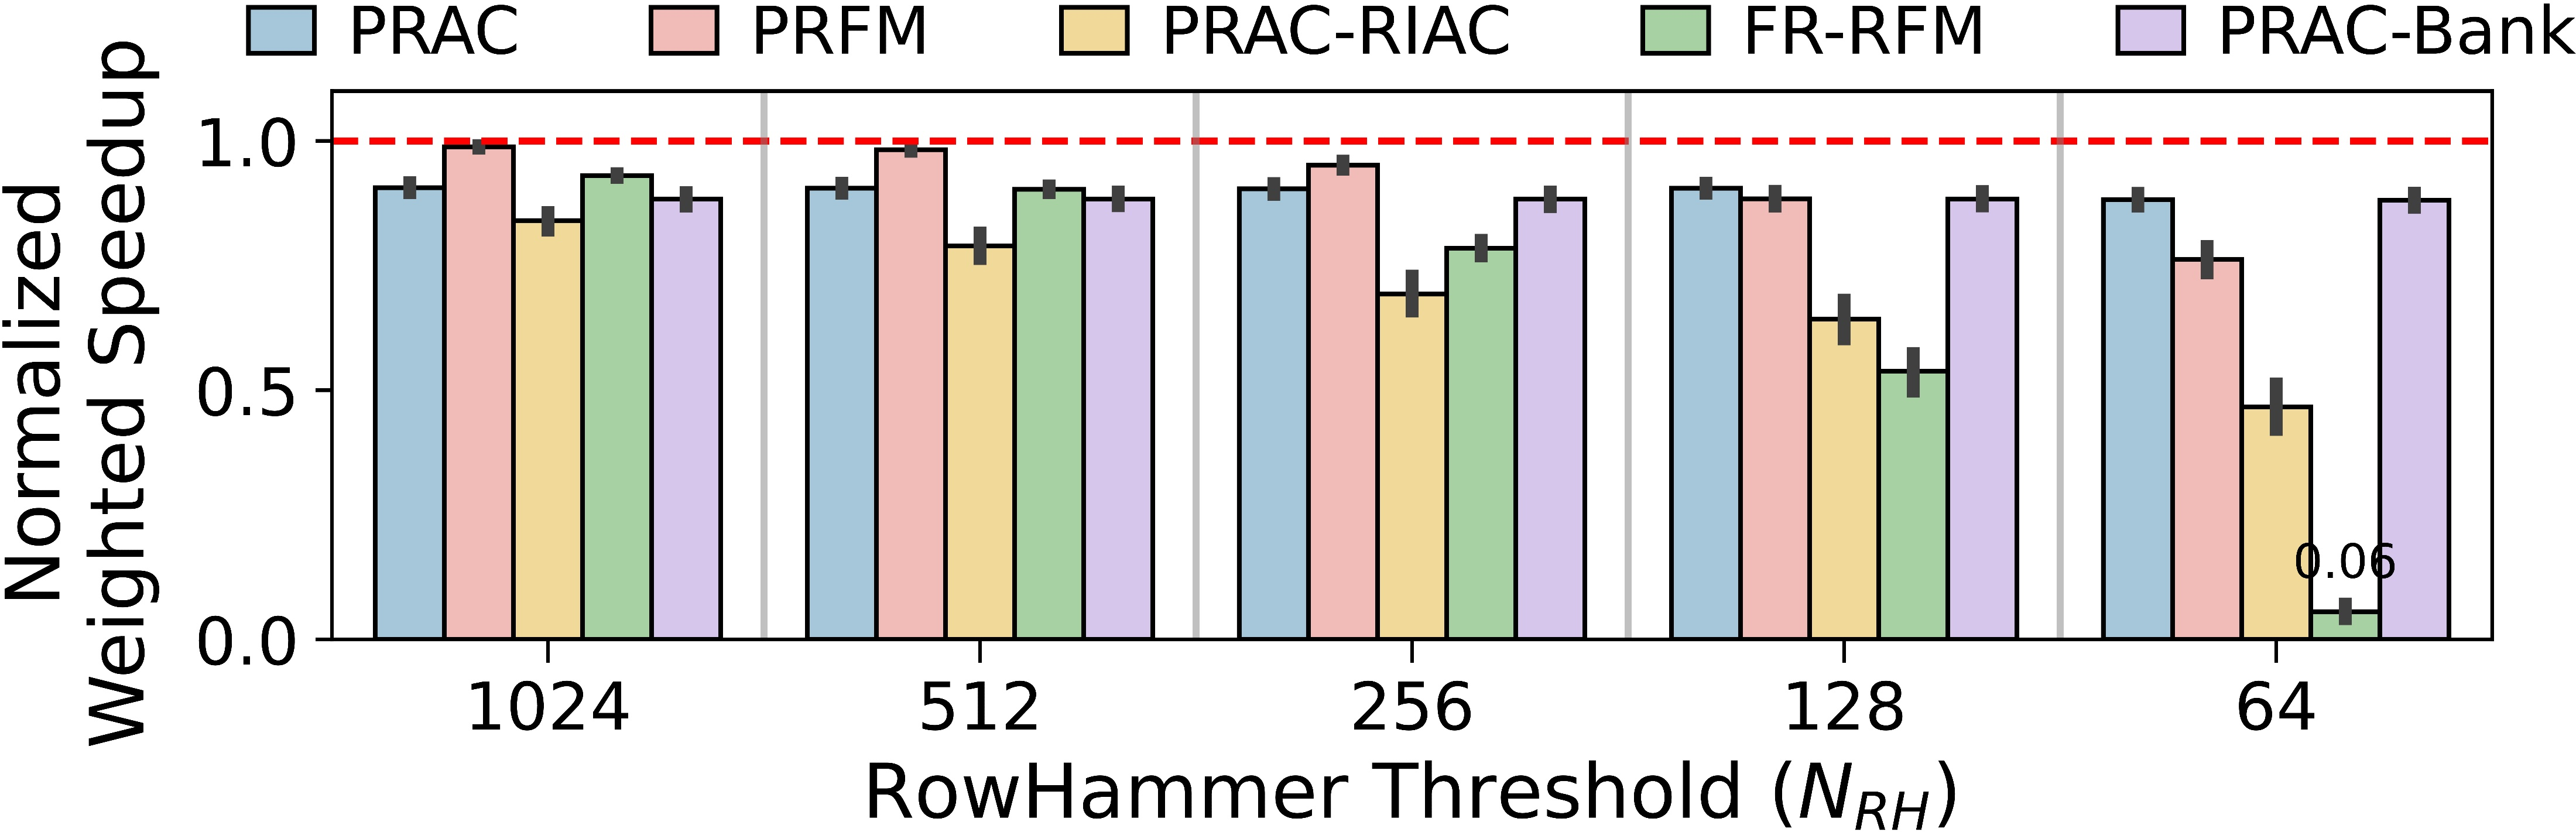 PRAC PRFM PRAC-RIAC FR-RFM PRAC-Bank
Normalized
Weighted Speedup
1.0
0.5
0.0
0.06
1024 512 256 128 64
RowHammer Threshold (N_RH)